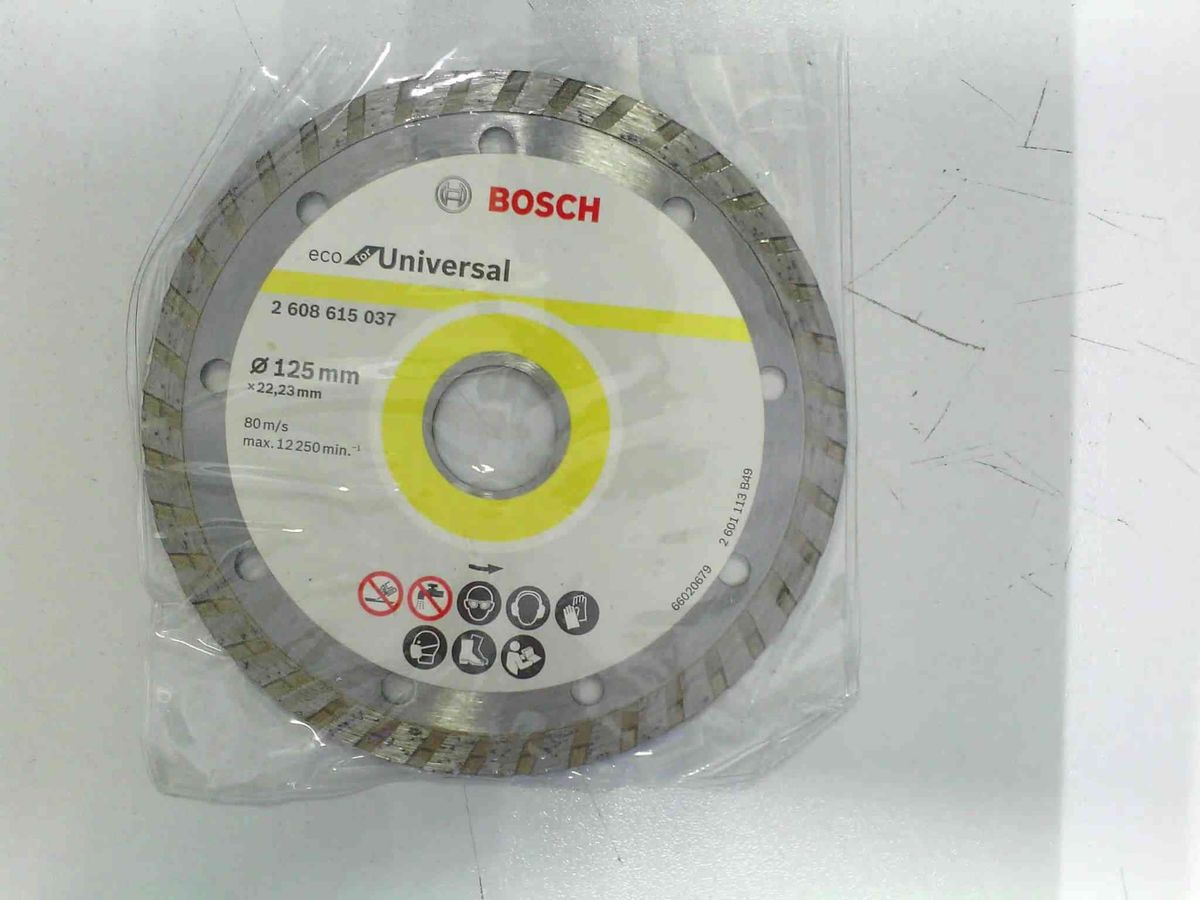 BOSCH
eco for Universal
2 608 615 037
Ø 125 mm
x 22,23 mm
80 m/s
max. 12 250 min.⁻¹
2 601 113 B49
66020679